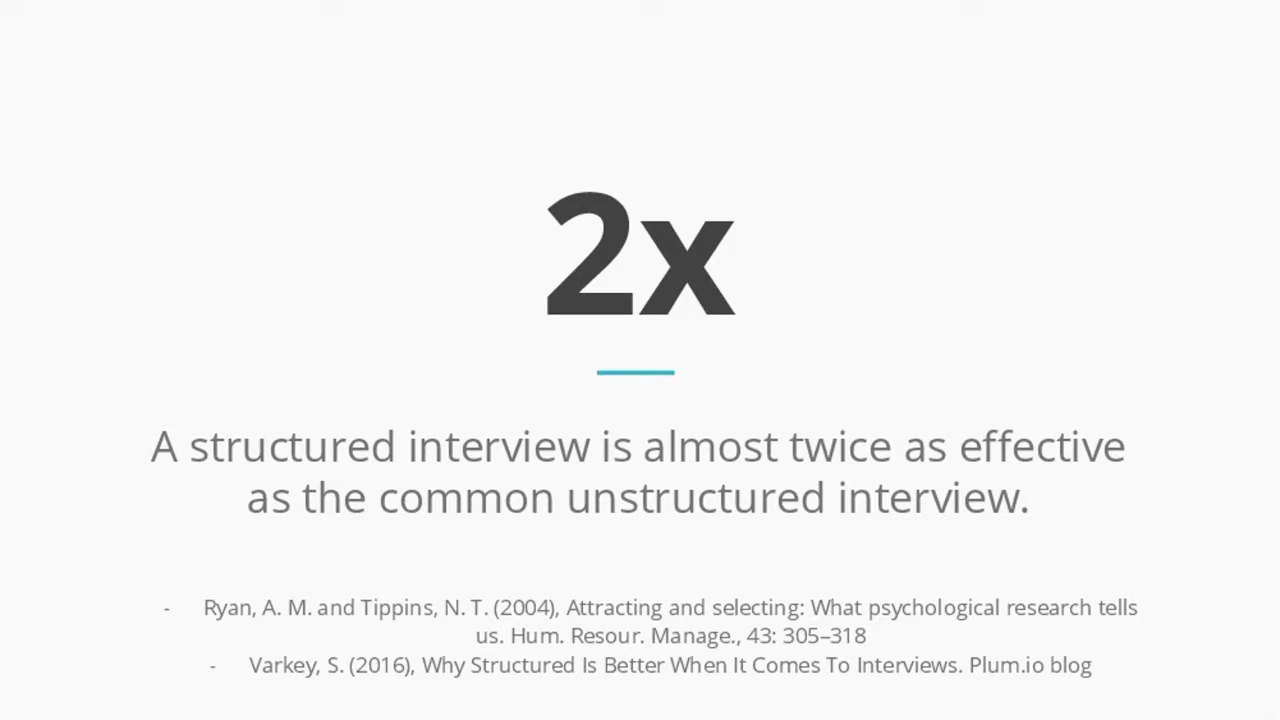 2x
A structured interview is almost twice as effective
as the common unstructured interview.
- Ryan, A. M. and Tippins, N. T. (2004), Attracting and selecting: What psychological research tells
us. Hum. Resour. Manage., 43: 305–318
- Varkey, S. (2016), Why Structured Is Better When It Comes To Interviews. Plum.io blog